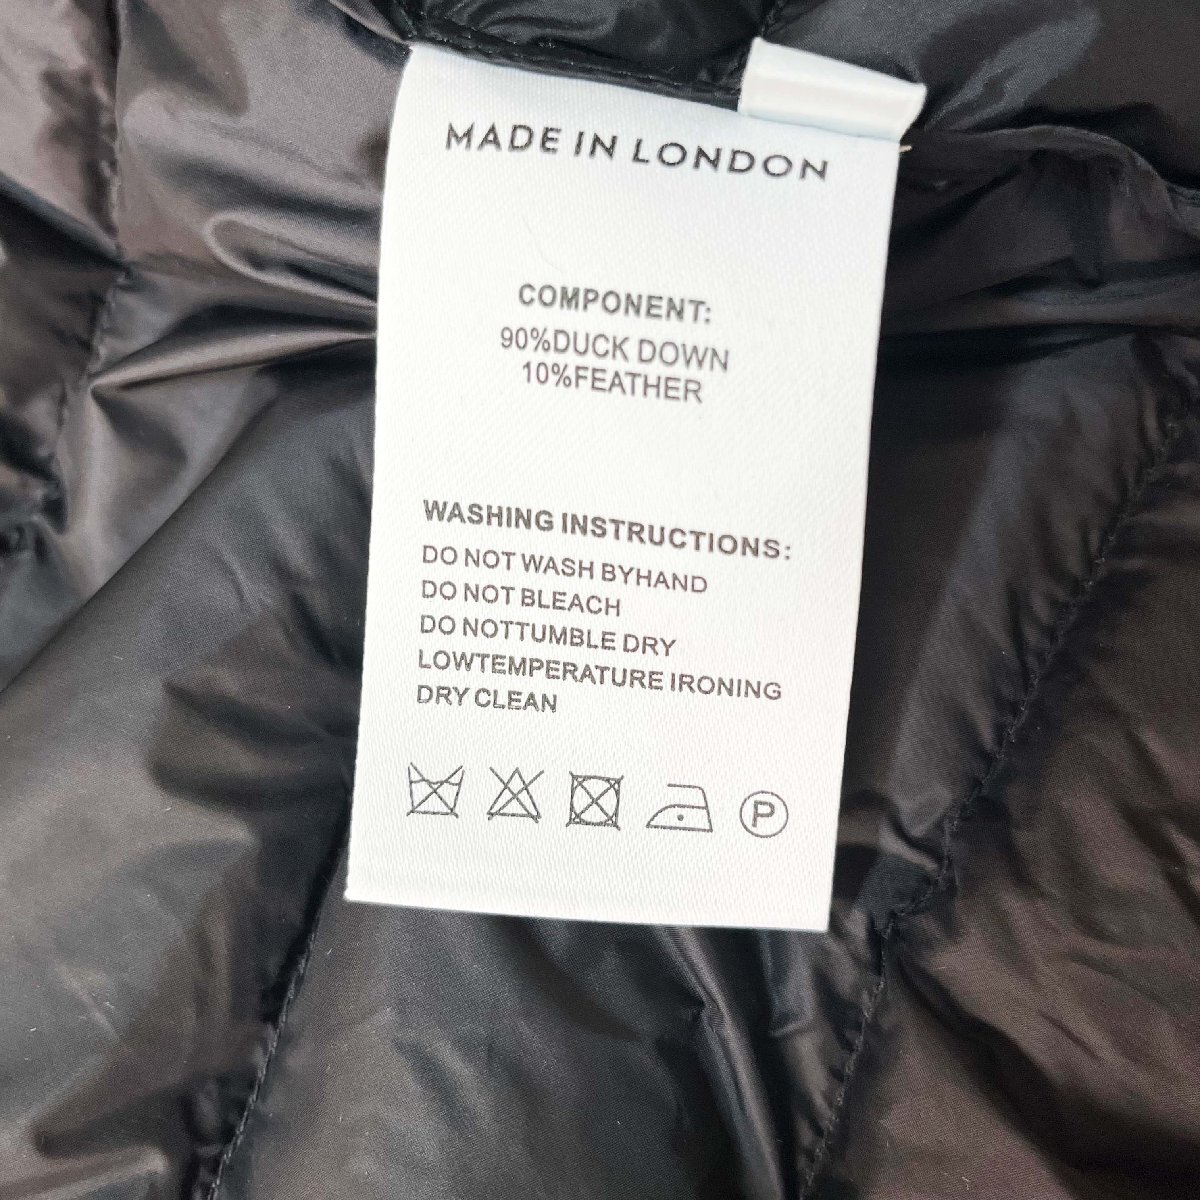 MADE IN LONDON
COMPONENT:
90%DUCK DOWN
10%FEATHER
WASHING INSTRUCTIONS:
DO NOT WASH BYHAND
DO NOT BLEACH
DO NOTTUMBLE DRY
LOWTEMPERATURE IRONING
DRY CLEAN
P